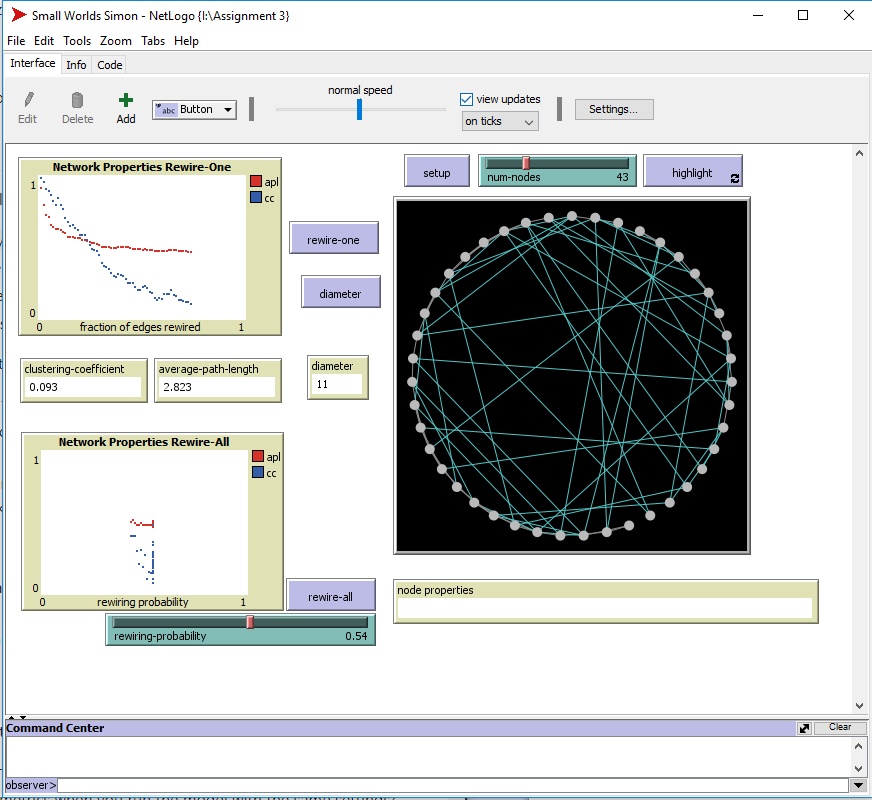 Small Worlds Simon - NetLogo {I:\Assignment 3}
File Edit Tools Zoom Tabs Help
Interface Info Code
Edit Delete Add
abc Button
normal speed
view updates
on ticks
Settings...
Network Properties Rewire-One
1
0
0 fraction of edges rewired 1
apl
cc
setup
num-nodes 43
highlight
rewire-one
diameter
clustering-coefficient
0.093
average-path-length
2.823
diameter
11
Network Properties Rewire-All
1
0
0 rewiring probability 1
apl
cc
rewire-all
rewiring-probability 0.54
node properties
Command Center
Clear
observer>